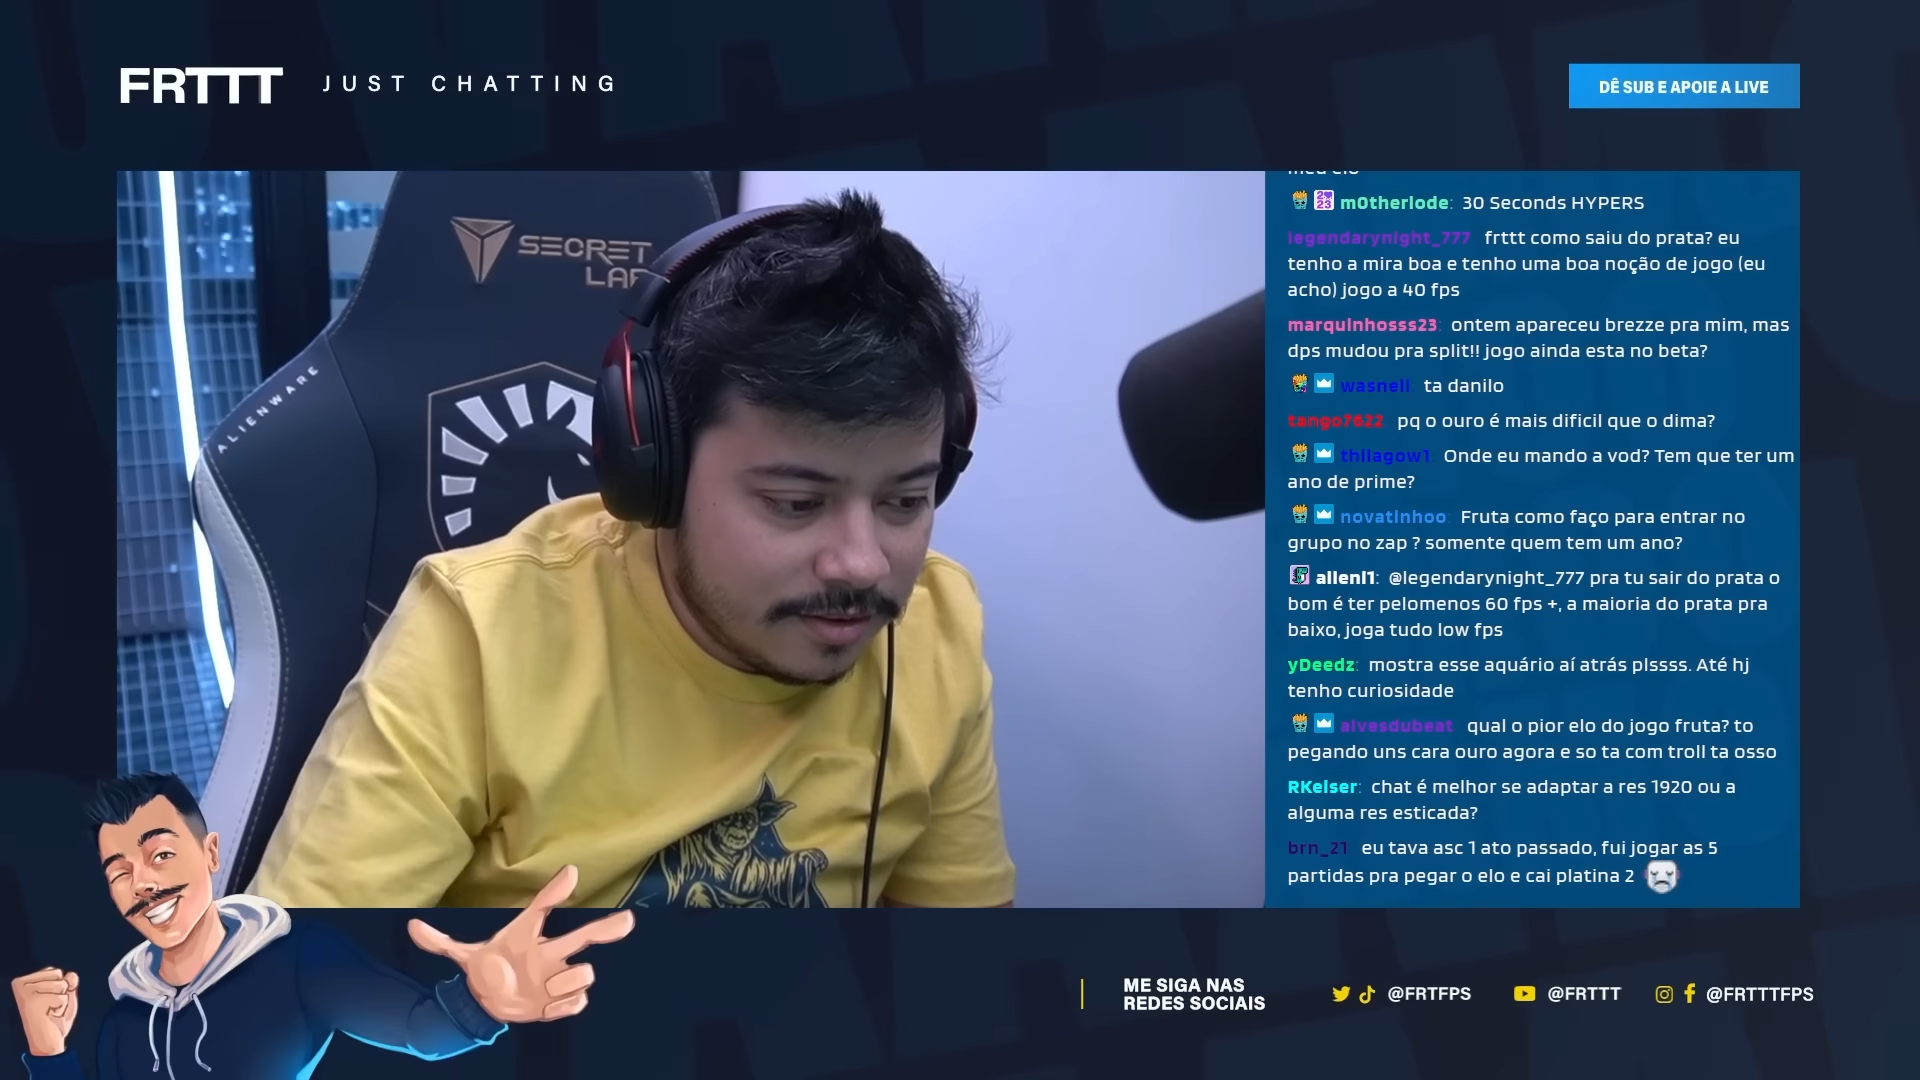 FRTTT
JUST CHATTING
DÊ SUB E APOIE A LIVE
SECRET
LAB
ALIENWARE
meu elo
m0therlode: 30 Seconds HYPERS
legendarynight_777 frttt como saiu do prata? eu
tenho a mira boa e tenho uma boa noção de jogo (eu
acho) jogo a 40 fps
marquinhosss23: ontem apareceu brezze pra mim, mas
dps mudou pra split!! jogo ainda esta no beta?
wasneli ta danilo
tango7622 pq o ouro é mais dificil que o dima?
thiiagow1 Onde eu mando a vod? Tem que ter um
ano de prime?
novatinhoo: Fruta como faço para entrar no
grupo no zap ? somente quem tem um ano?
alleni1: @legendarynight_777 pra tu sair do prata o
bom é ter pelomenos 60 fps +, a maioria do prata pra
baixo, joga tudo low fps
yDeedz: mostra esse aquário aí atrás plssss. Até hj
tenho curiosidade
alvesdubeat qual o pior elo do jogo fruta? to
pegando uns cara ouro agora e so ta com troll ta osso
RKeiser: chat é melhor se adaptar a res 1920 ou a
alguma res esticada?
brn_21 eu tava asc 1 ato passado, fui jogar as 5
partidas pra pegar o elo e cai platina 2
ME SIGA NAS
REDES SOCIAIS
@FRTFPS
@FRTTT
@FRTTTFPS